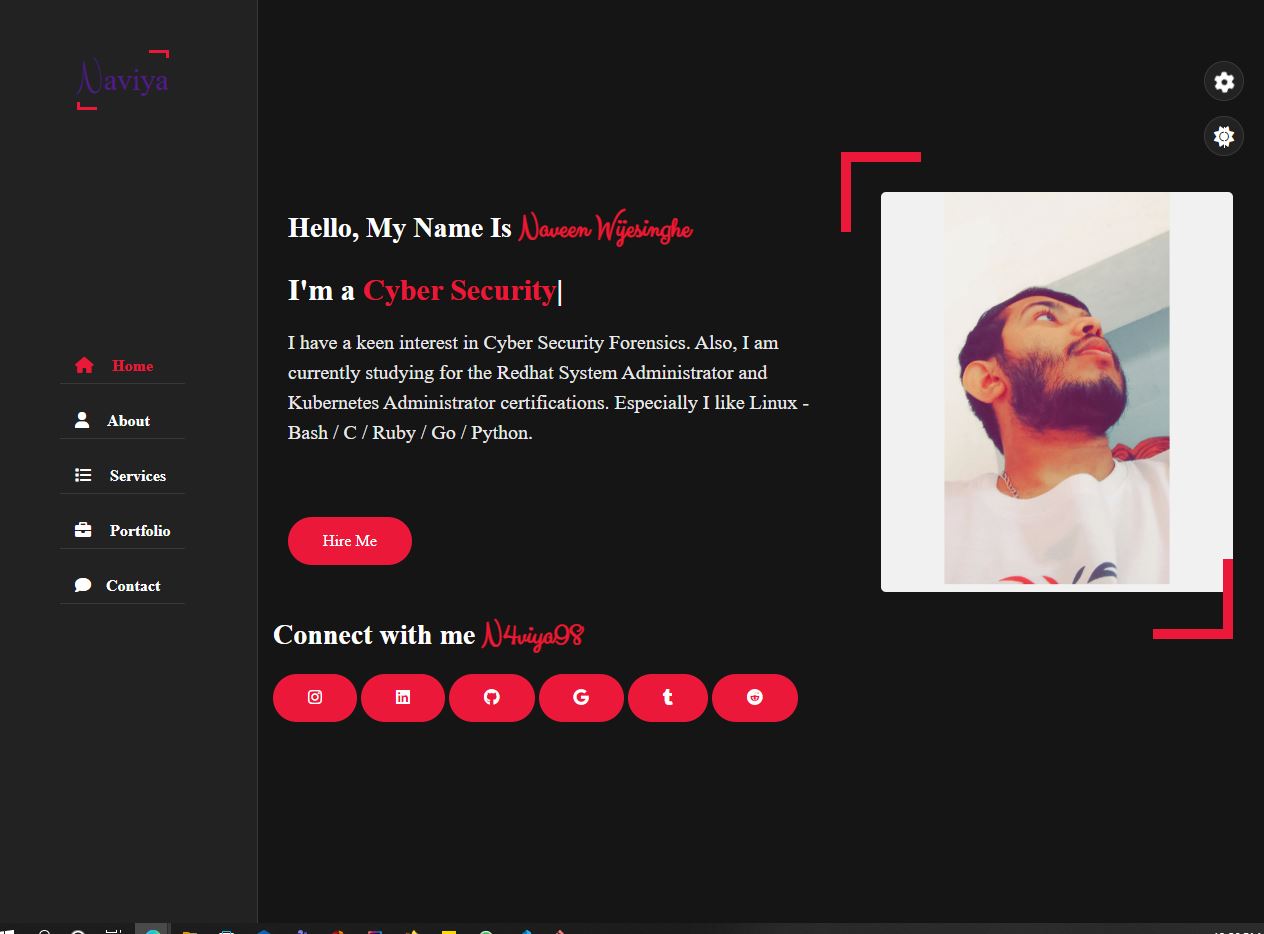 Naviya
Home
About
Services
Portfolio
Contact
Hello, My Name Is Naveen Wijesinghe
I'm a Cyber Security|
I have a keen interest in Cyber Security Forensics. Also, I am
currently studying for the Redhat System Administrator and
Kubernetes Administrator certifications. Especially I like Linux -
Bash / C / Ruby / Go / Python.
Hire Me
Connect with me N4viya98